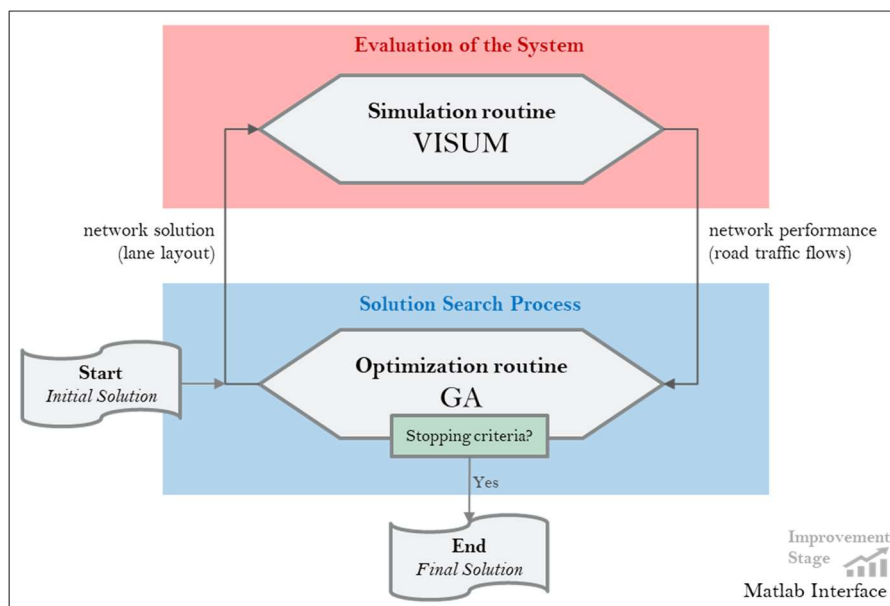 Evaluation of the System
Simulation routine
VISUM
network solution
(lane layout)
network performance
(road traffic flows)
Solution Search Process
Start
Initial Solution
Optimization routine
GA
Stopping criteria?
Yes
End
Final Solution
Improvement
Stage
Matlab Interface